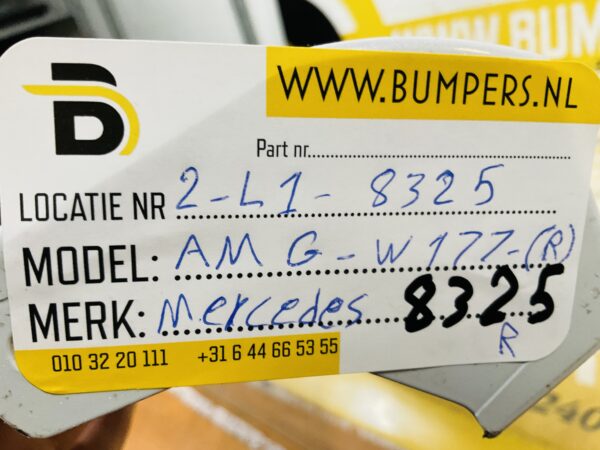 WWW.BUMPERS.NL
Part nr.
LOCATIE NR 2-L1-8325
MODEL: AMG-W177-(R)
MERK: Mercedes 8325
R
010 32 20 111 +31 6 44 66 53 55
240